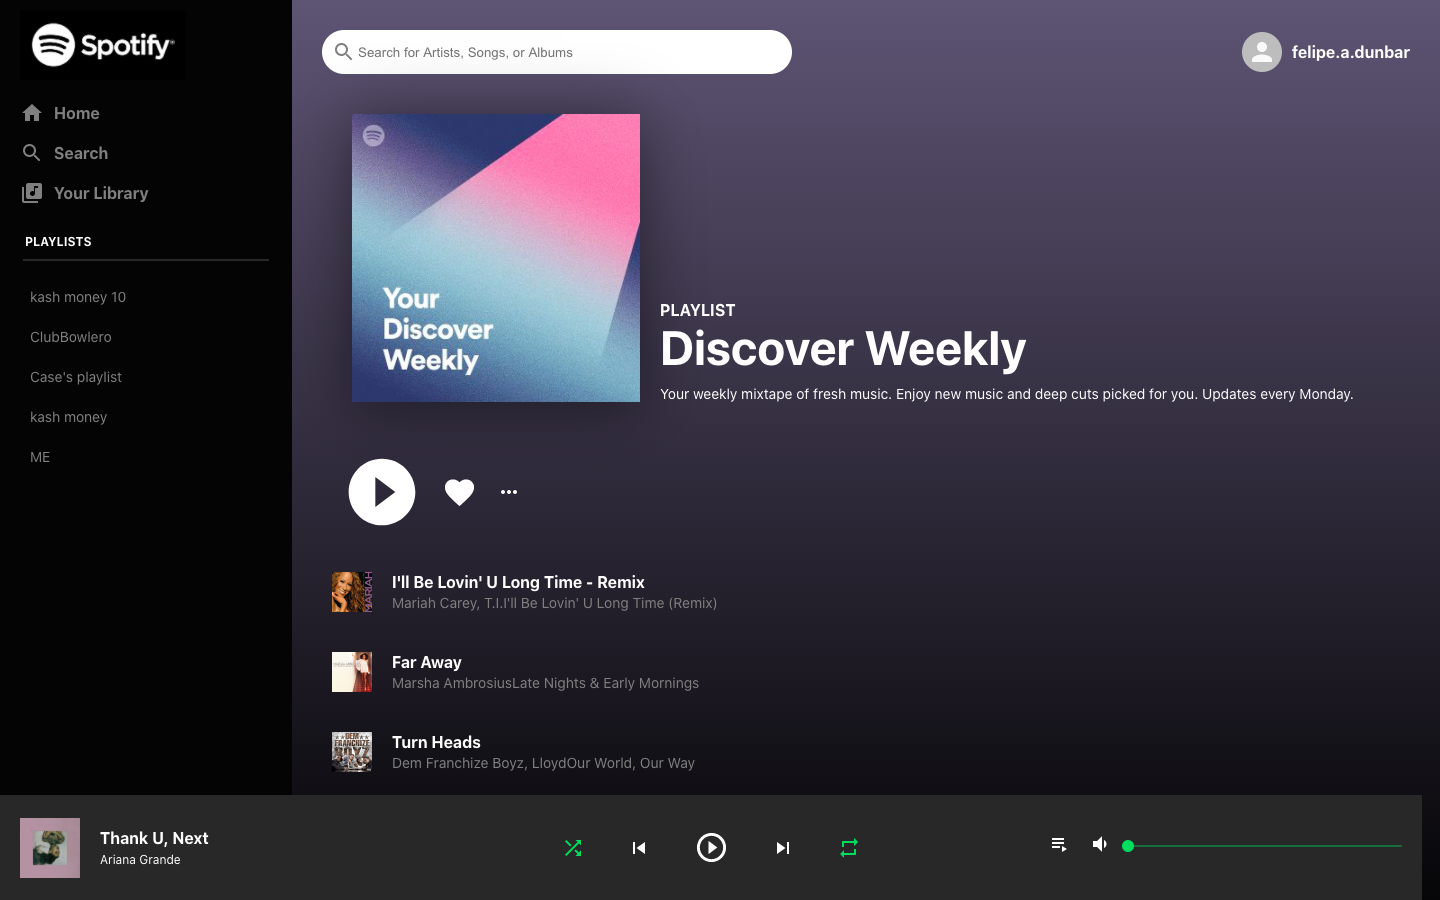 Spotify
Home
Search
Your Library
PLAYLISTS
kash money 10
ClubBowlero
Case's playlist
kash money
ME
Search for Artists, Songs, or Albums
felipe.a.dunbar
Your
Discover
Weekly
PLAYLIST
Discover Weekly
Your weekly mixtape of fresh music. Enjoy new music and deep cuts picked for you. Updates every Monday.
MARIAH
I'll Be Lovin' U Long Time - Remix
Mariah Carey, T.I.I'll Be Lovin' U Long Time (Remix)
Far Away
Marsha AmbrosiusLate Nights & Early Mornings
DEM
FRANCHIZE
BOYZ
Turn Heads
Dem Franchize Boyz, LloydOur World, Our Way
Thank U, Next
Ariana Grande